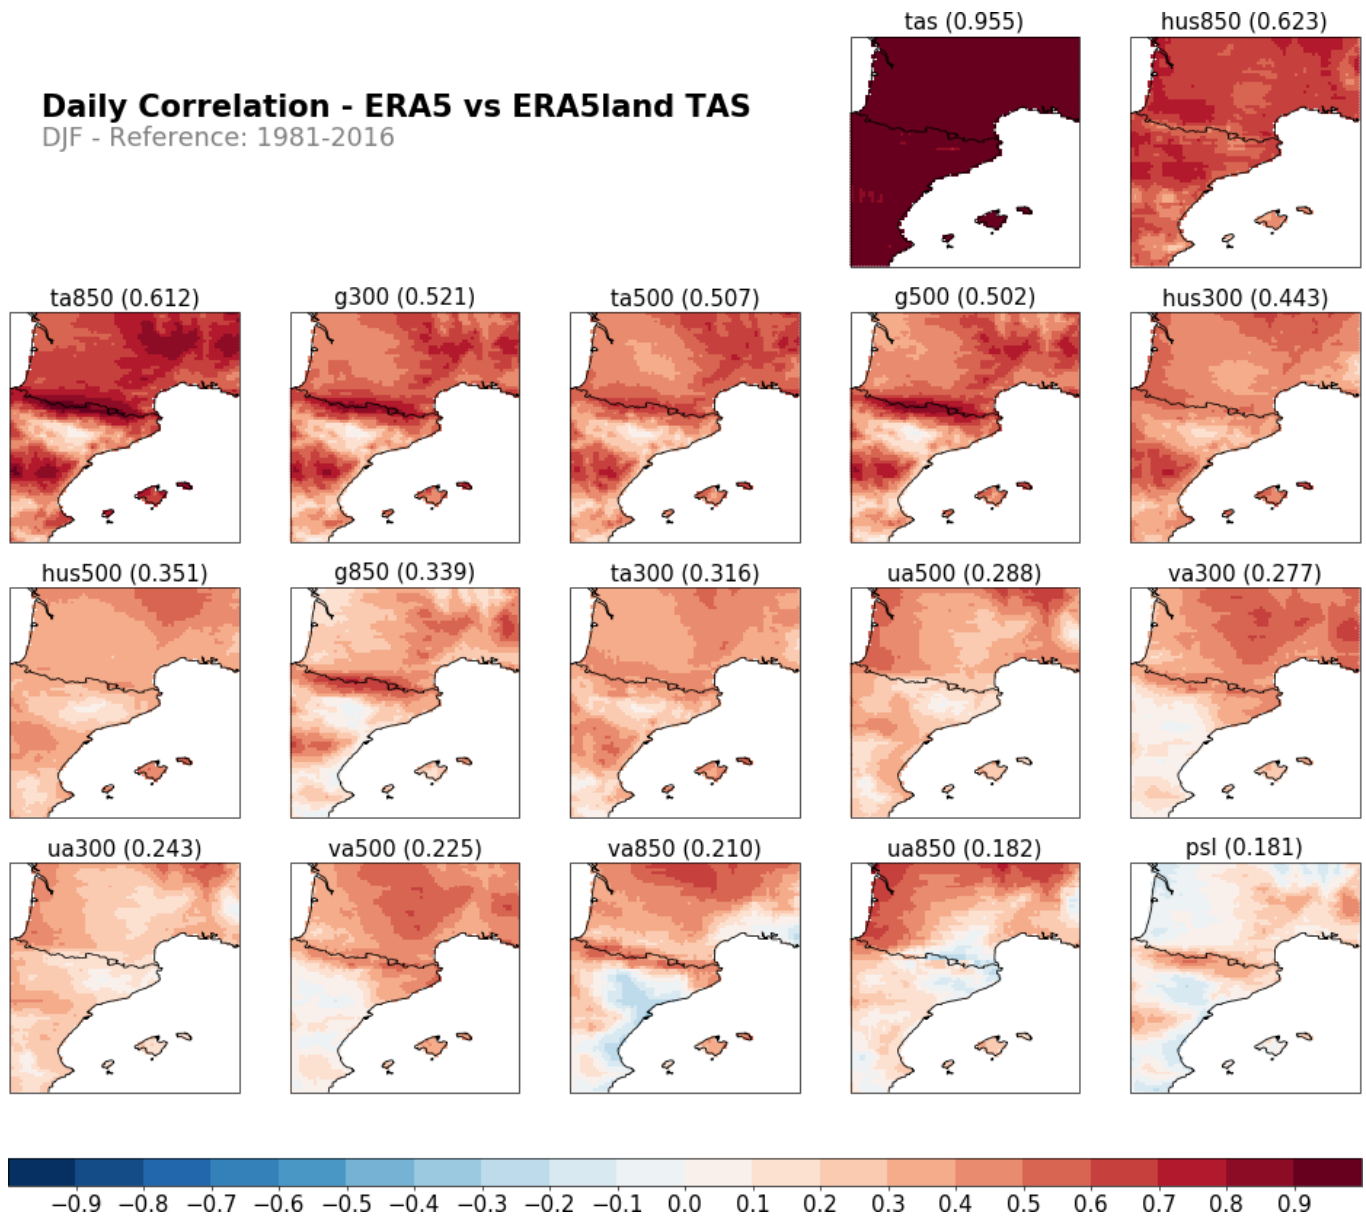 tas (0.955)
hus850 (0.623)
Daily Correlation - ERA5 vs ERA5land TAS
DJF - Reference: 1981-2016
ta850 (0.612)
g300 (0.521)
ta500 (0.507)
g500 (0.502)
hus300 (0.443)
hus500 (0.351)
g850 (0.339)
ta300 (0.316)
ua500 (0.288)
va300 (0.277)
ua300 (0.243)
va500 (0.225)
va850 (0.210)
ua850 (0.182)
psl (0.181)
−0.9 −0.8 −0.7 −0.6 −0.5 −0.4 −0.3 −0.2 −0.1 0.0 0.1 0.2 0.3 0.4 0.5 0.6 0.7 0.8 0.9